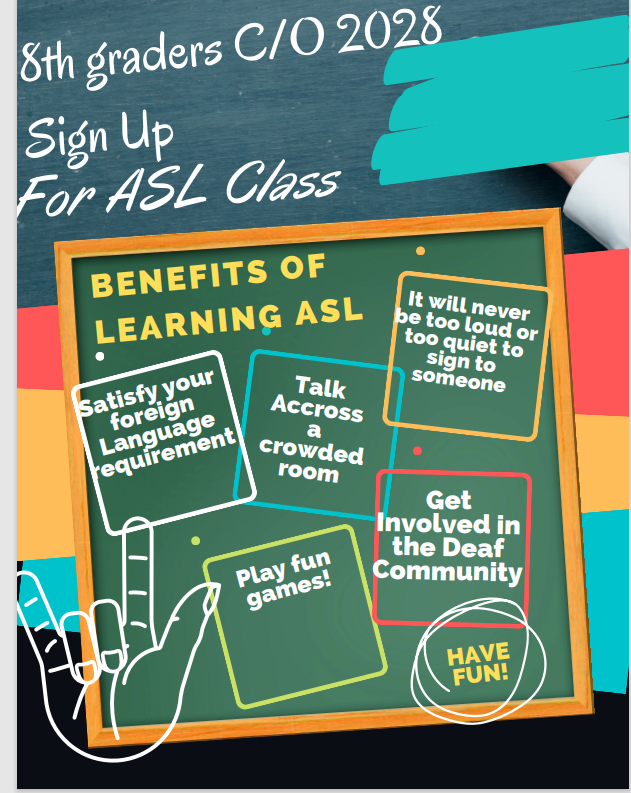 8th graders C/O 2028
Sign Up
For ASL Class
BENEFITS OF
LEARNING ASL
It will never
be too loud or
too quiet to
sign to
someone
Satisfy your
foreign
Language
requirement
Talk
Accross
a
crowded
room
Get
Involved in
the Deaf
Community
Play fun
games!
HAVE
FUN!